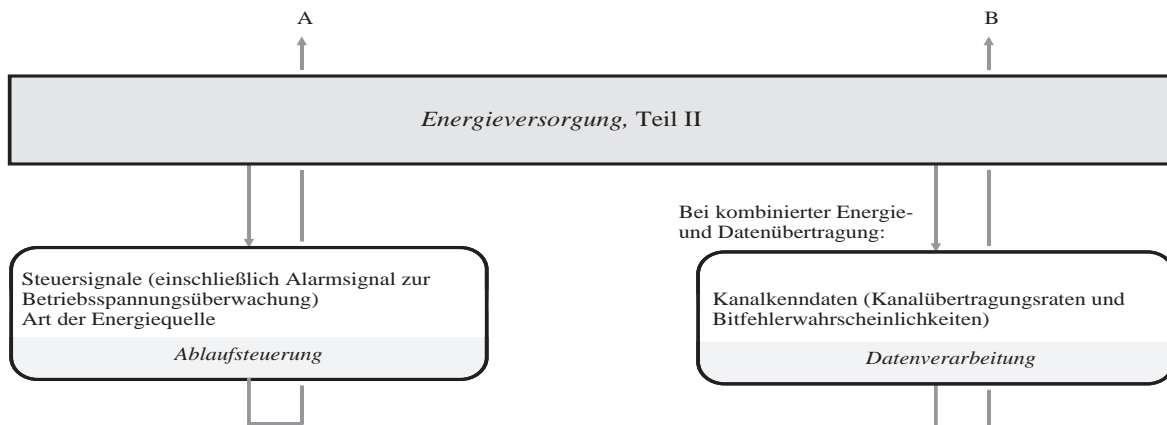 A
B
Energieversorgung, Teil II
Bei kombinierter Energie-
und Datenübertragung:
Steuersignale (einschließlich Alarmsignal zur
Betriebsspannungsüberwachung)
Art der Energiequelle
Ablaufsteuerung
Kanalkenndaten (Kanalübertragungsraten und
Bitfehlerwahrscheinlichkeiten)
Datenverarbeitung